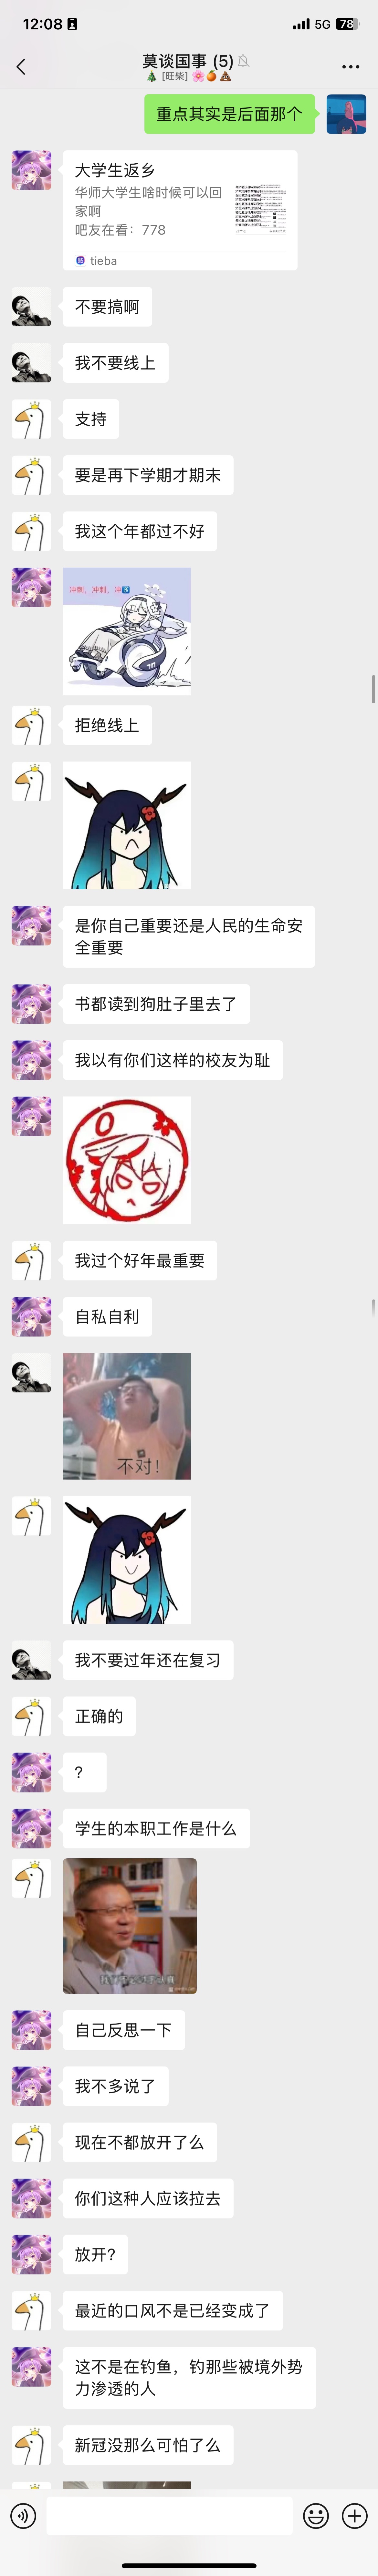 12:08
5G
78
莫谈国事 (5)
🎄 [旺柴] 🌸🍊💩
重点其实是后面那个
大学生返乡
华师大学生啥时候可以回
家啊
吧友在看：778
tieba
不要搞啊
我不要线上
支持
要是再下学期才期末
我这个年都过不好
冲刺，冲刺，冲♿
拒绝线上
是你自己重要还是人民的生命安
全重要
书都读到狗肚子里去了
我以有你们这样的校友为耻
我过个好年最重要
自私自利
不对！
我不要过年还在复习
正确的
？
学生的本职工作是什么
自己反思一下
我不多说了
现在不都放开了么
你们这种人应该拉去
放开？
最近的口风不是已经变成了
这不是在钓鱼，钓那些被境外势
力渗透的人
新冠没那么可怕了么